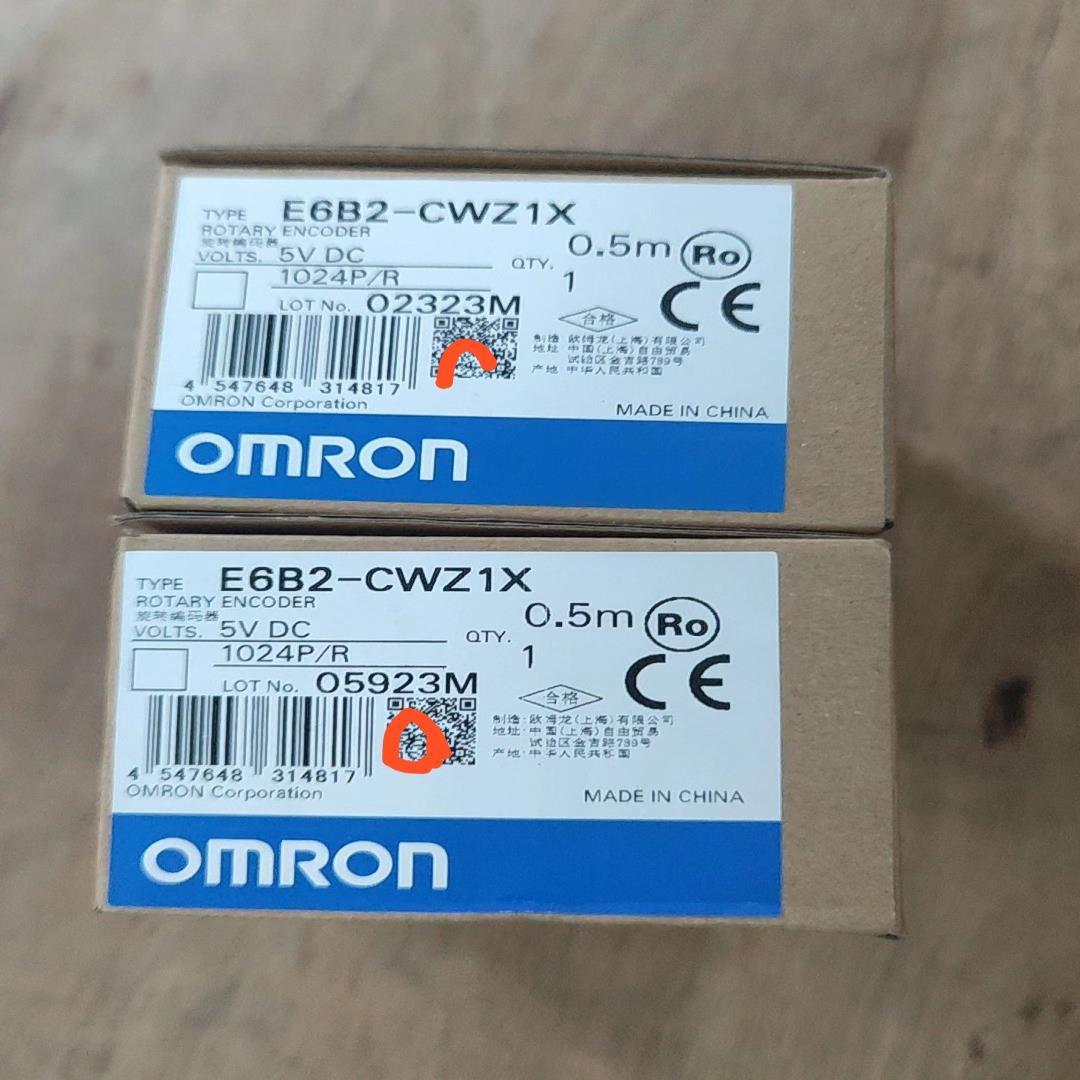 TYPE E6B2-CWZ1X
ROTARY ENCODER
旋转编码器
VOLTS. 5V DC
1024P/R
QTY. 0.5m Ro
1
LOT No. 02323M
合格
CE
制造 欧姆龙(上海)有限公司
地址 中国(上海)自由贸易
试验区金吉路789号
产地 中华人民共和国
4 547648 314817
OMRON Corporation
MADE IN CHINA
OMRON
TYPE E6B2-CWZ1X
ROTARY ENCODER
旋转编码器
VOLTS. 5V DC
1024P/R
QTY. 0.5m Ro
1
LOT No. 05923M
合格
CE
制造:欧姆龙(上海)有限公司
地址:中国(上海)自由贸易
试验区金吉路789号
产地:中华人民共和国
4 547648 314817
OMRON Corporation
MADE IN CHINA
OMRON